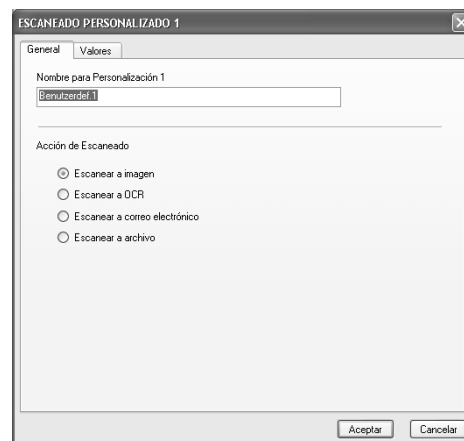 ESCANEADO PERSONALIZADO 1
General Valores
Nombre para Personalización 1
Benutzerdef.1
Acción de Escaneado
Escanear a imagen
Escanear a OCR
Escanear a correo electrónico
Escanear a archivo
Aceptar Cancelar